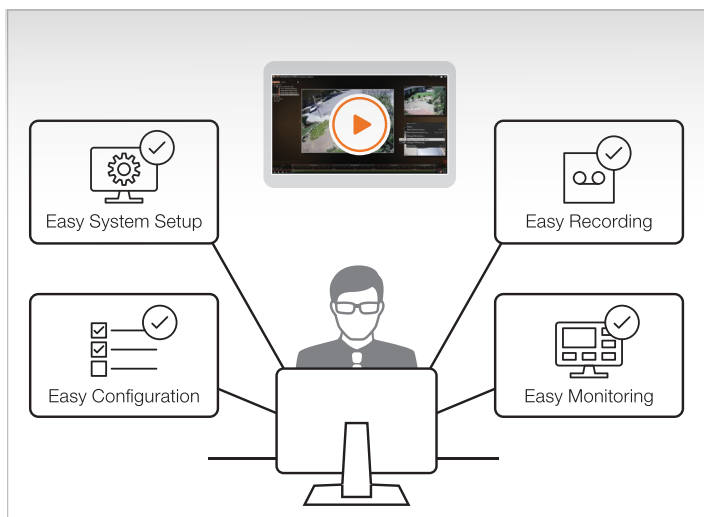 Easy System Setup
Easy Recording
Easy Configuration
Easy Monitoring